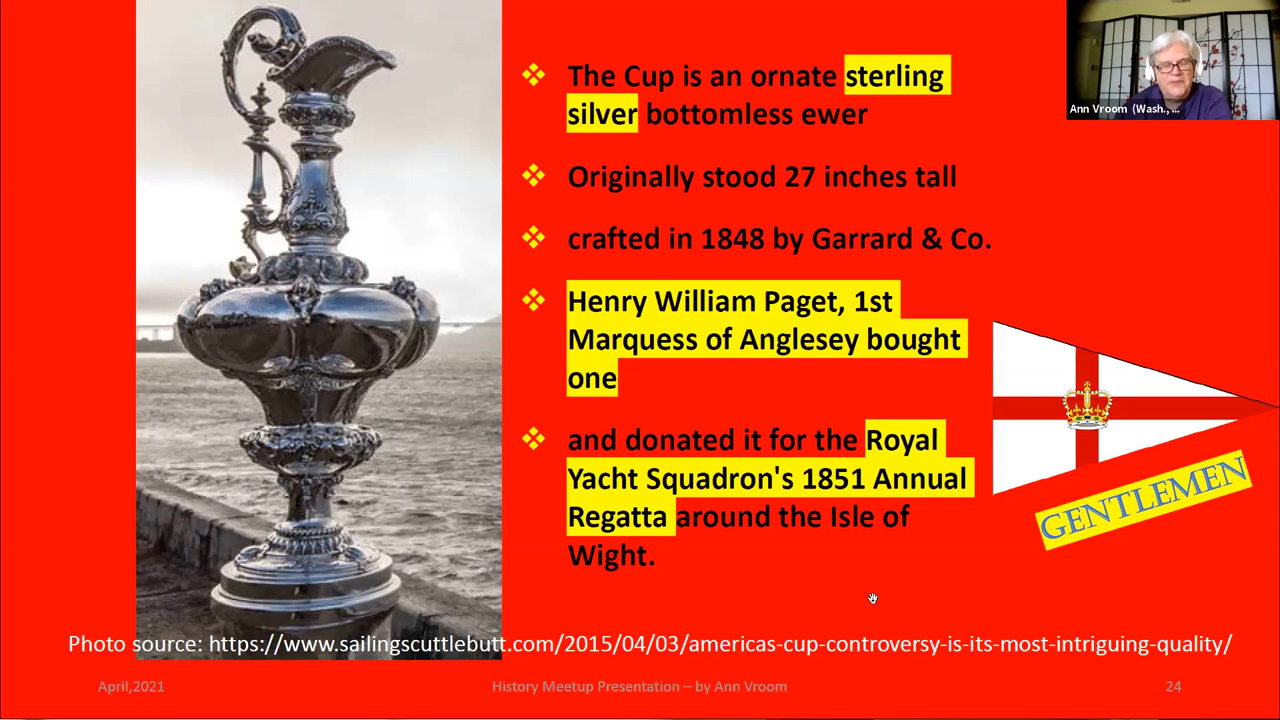 The Cup is an ornate sterling
silver bottomless ewer
Originally stood 27 inches tall
crafted in 1848 by Garrard & Co.
Henry William Paget, 1st
Marquess of Anglesey bought
one
and donated it for the Royal
Yacht Squadron's 1851 Annual
Regatta around the Isle of
Wight.
Ann Vroom (Wash., ...
GENTLEMEN
Photo source: https://www.sailingscuttlebutt.com/2015/04/03/americas-cup-controversy-is-its-most-intriguing-quality/
April,2021
History Meetup Presentation – by Ann Vroom
24